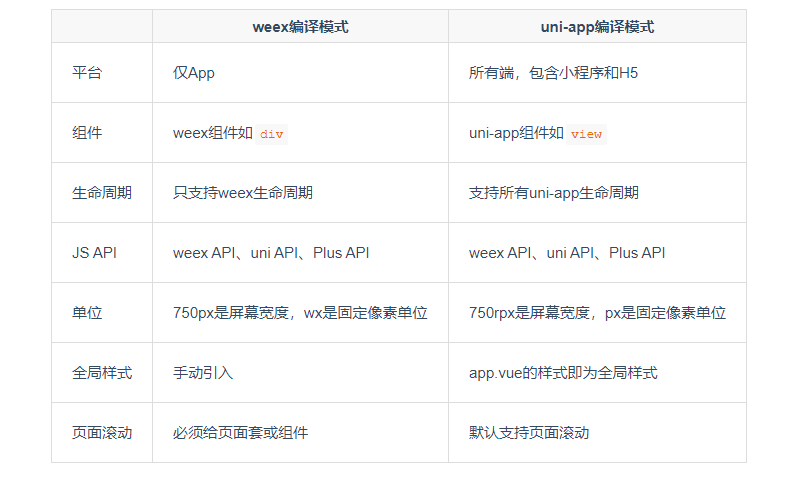 weex编译模式 uni-app编译模式
平台 仅App 所有端，包含小程序和H5
组件 weex组件如 div uni-app组件如 view
生命周期 只支持weex生命周期 支持所有uni-app生命周期
JS API weex API、uni API、Plus API weex API、uni API、Plus API
单位 750px是屏幕宽度，wx是固定像素单位 750rpx是屏幕宽度，px是固定像素单位
全局样式 手动引入 app.vue的样式即为全局样式
页面滚动 必须给页面套或组件 默认支持页面滚动